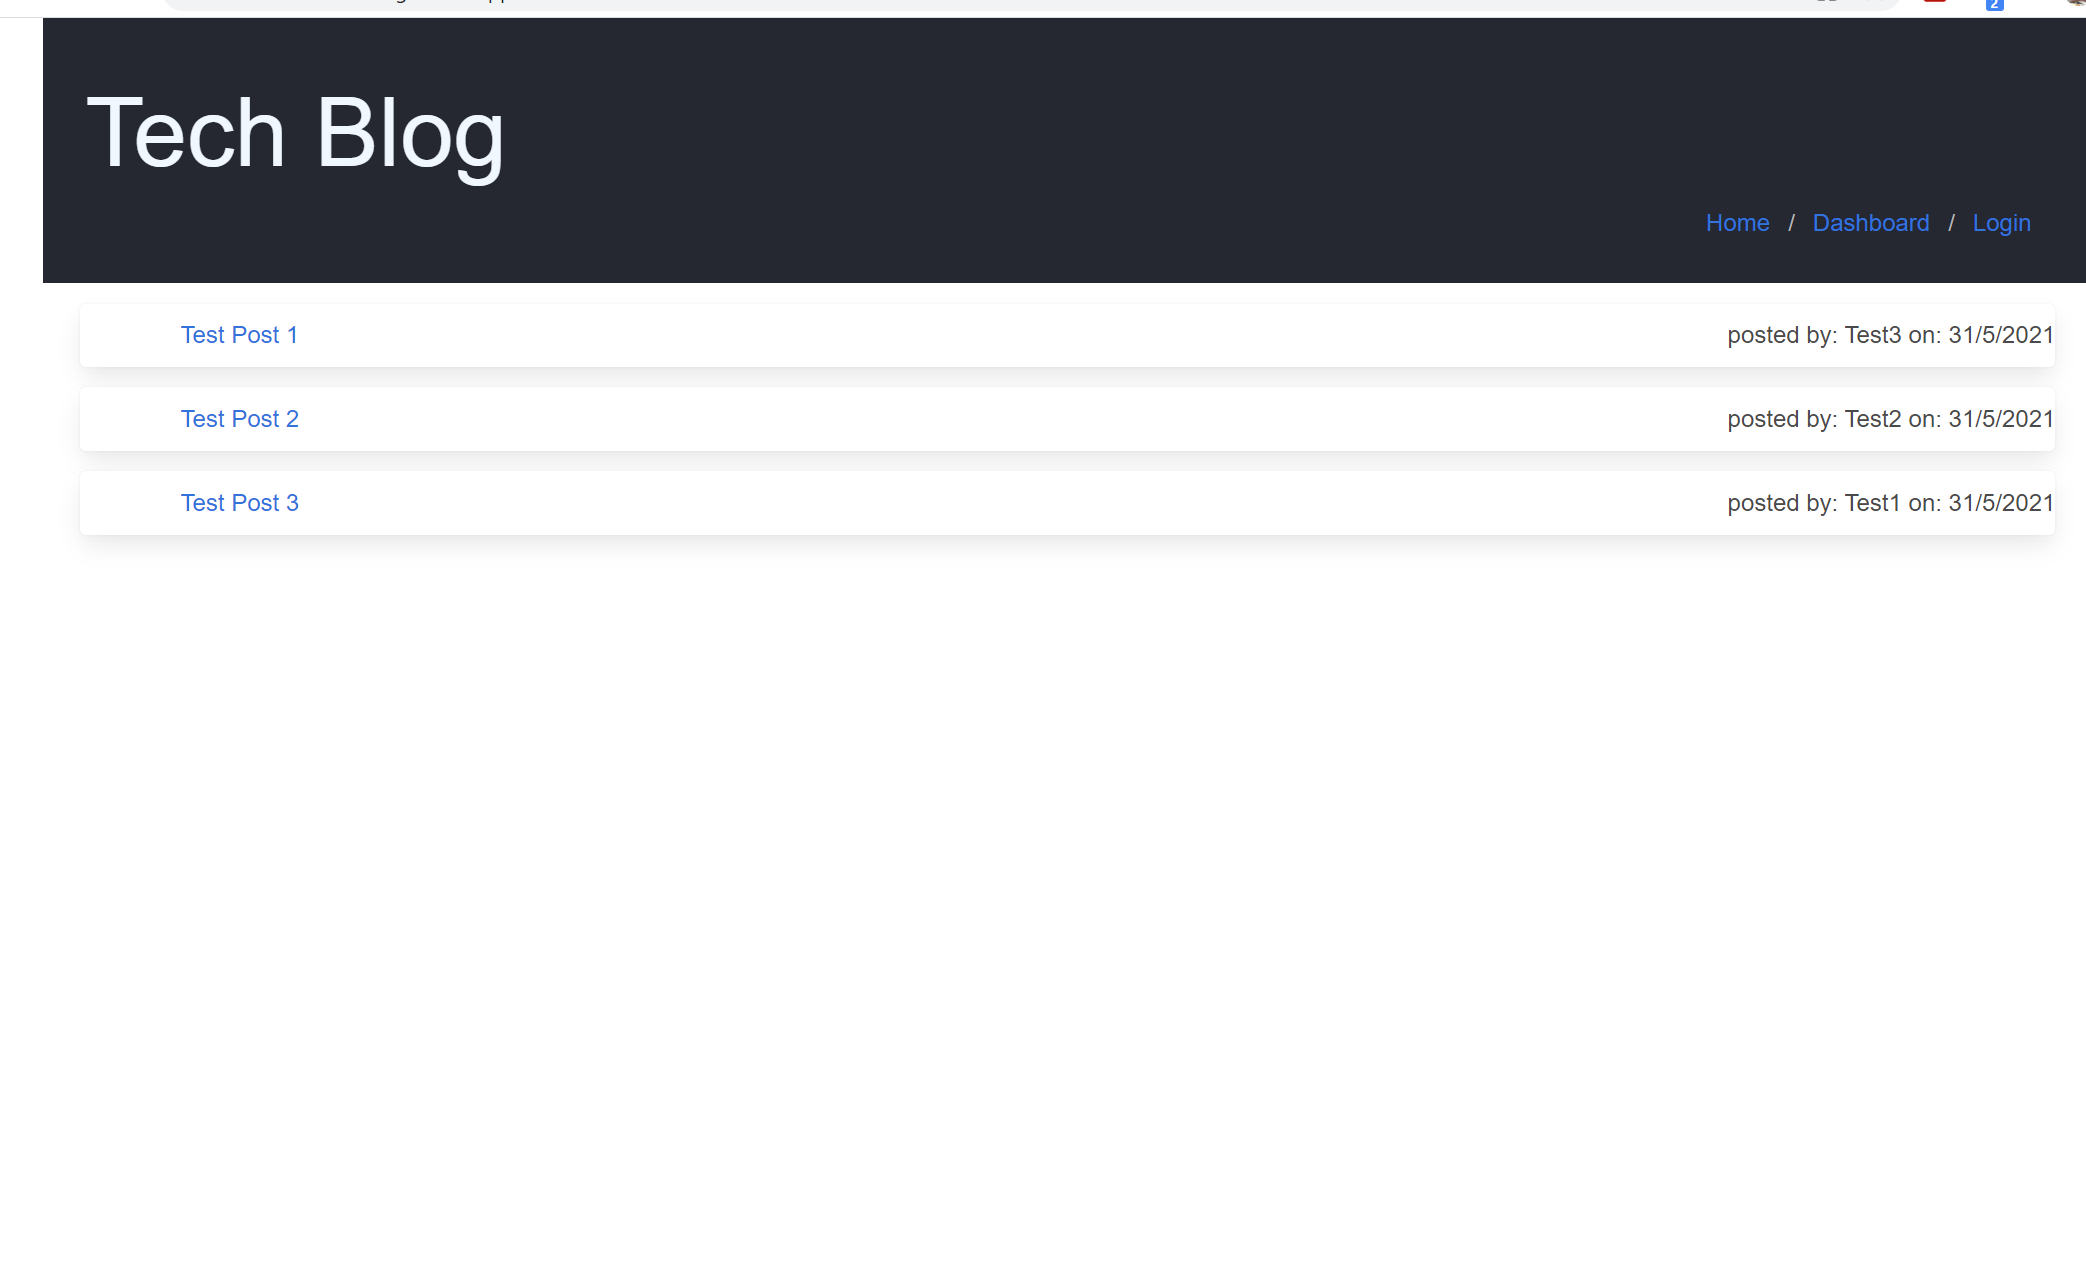 2
Tech Blog
Home / Dashboard / Login
Test Post 1 posted by: Test3 on: 31/5/2021
Test Post 2 posted by: Test2 on: 31/5/2021
Test Post 3 posted by: Test1 on: 31/5/2021